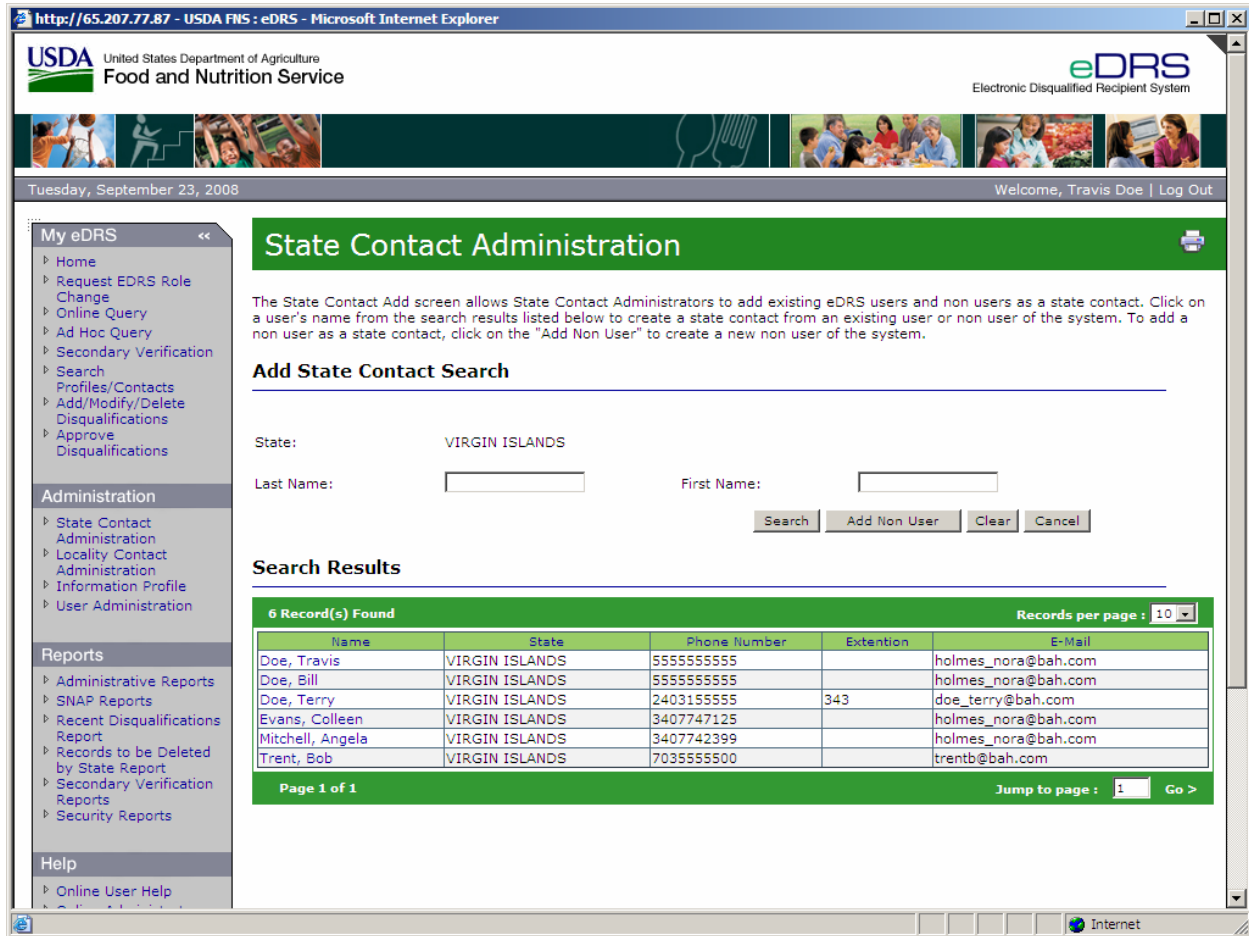 http://65.207.77.87 - USDA FNS : eDRS - Microsoft Internet Explorer
USDA United States Department of Agriculture
Food and Nutrition Service
eDRS
Electronic Disqualified Recipient System
Tuesday, September 23, 2008
Welcome, Travis Doe | Log Out
My eDRS <<
Home
Request EDRS Role
Change
Online Query
Ad Hoc Query
Secondary Verification
Search
Profiles/Contacts
Add/Modify/Delete
Disqualifications
Approve
Disqualifications
Administration
State Contact
Administration
Locality Contact
Administration
Information Profile
User Administration
Reports
Administrative Reports
SNAP Reports
Recent Disqualifications
Report
Records to be Deleted
by State Report
Secondary Verification
Reports
Security Reports
Help
Online User Help
State Contact Administration
The State Contact Add screen allows State Contact Administrators to add existing eDRS users and non users as a state contact. Click on
a user's name from the search results listed below to create a state contact from an existing user or non user of the system. To add a
non user as a state contact, click on the "Add Non User" to create a new non user of the system.
Add State Contact Search
State: VIRGIN ISLANDS
Last Name: First Name:
Search Add Non User Clear Cancel
Search Results
6 Record(s) Found Records per page : 10
Name State Phone Number Extention E-Mail
Doe, Travis VIRGIN ISLANDS 5555555555 holmes_nora@bah.com
Doe, Bill VIRGIN ISLANDS 5555555555 holmes_nora@bah.com
Doe, Terry VIRGIN ISLANDS 2403155555 343 doe_terry@bah.com
Evans, Colleen VIRGIN ISLANDS 3407747125 holmes_nora@bah.com
Mitchell, Angela VIRGIN ISLANDS 3407742399 holmes_nora@bah.com
Trent, Bob VIRGIN ISLANDS 7035555500 trentb@bah.com
Page 1 of 1 Jump to page : 1 Go >
Internet